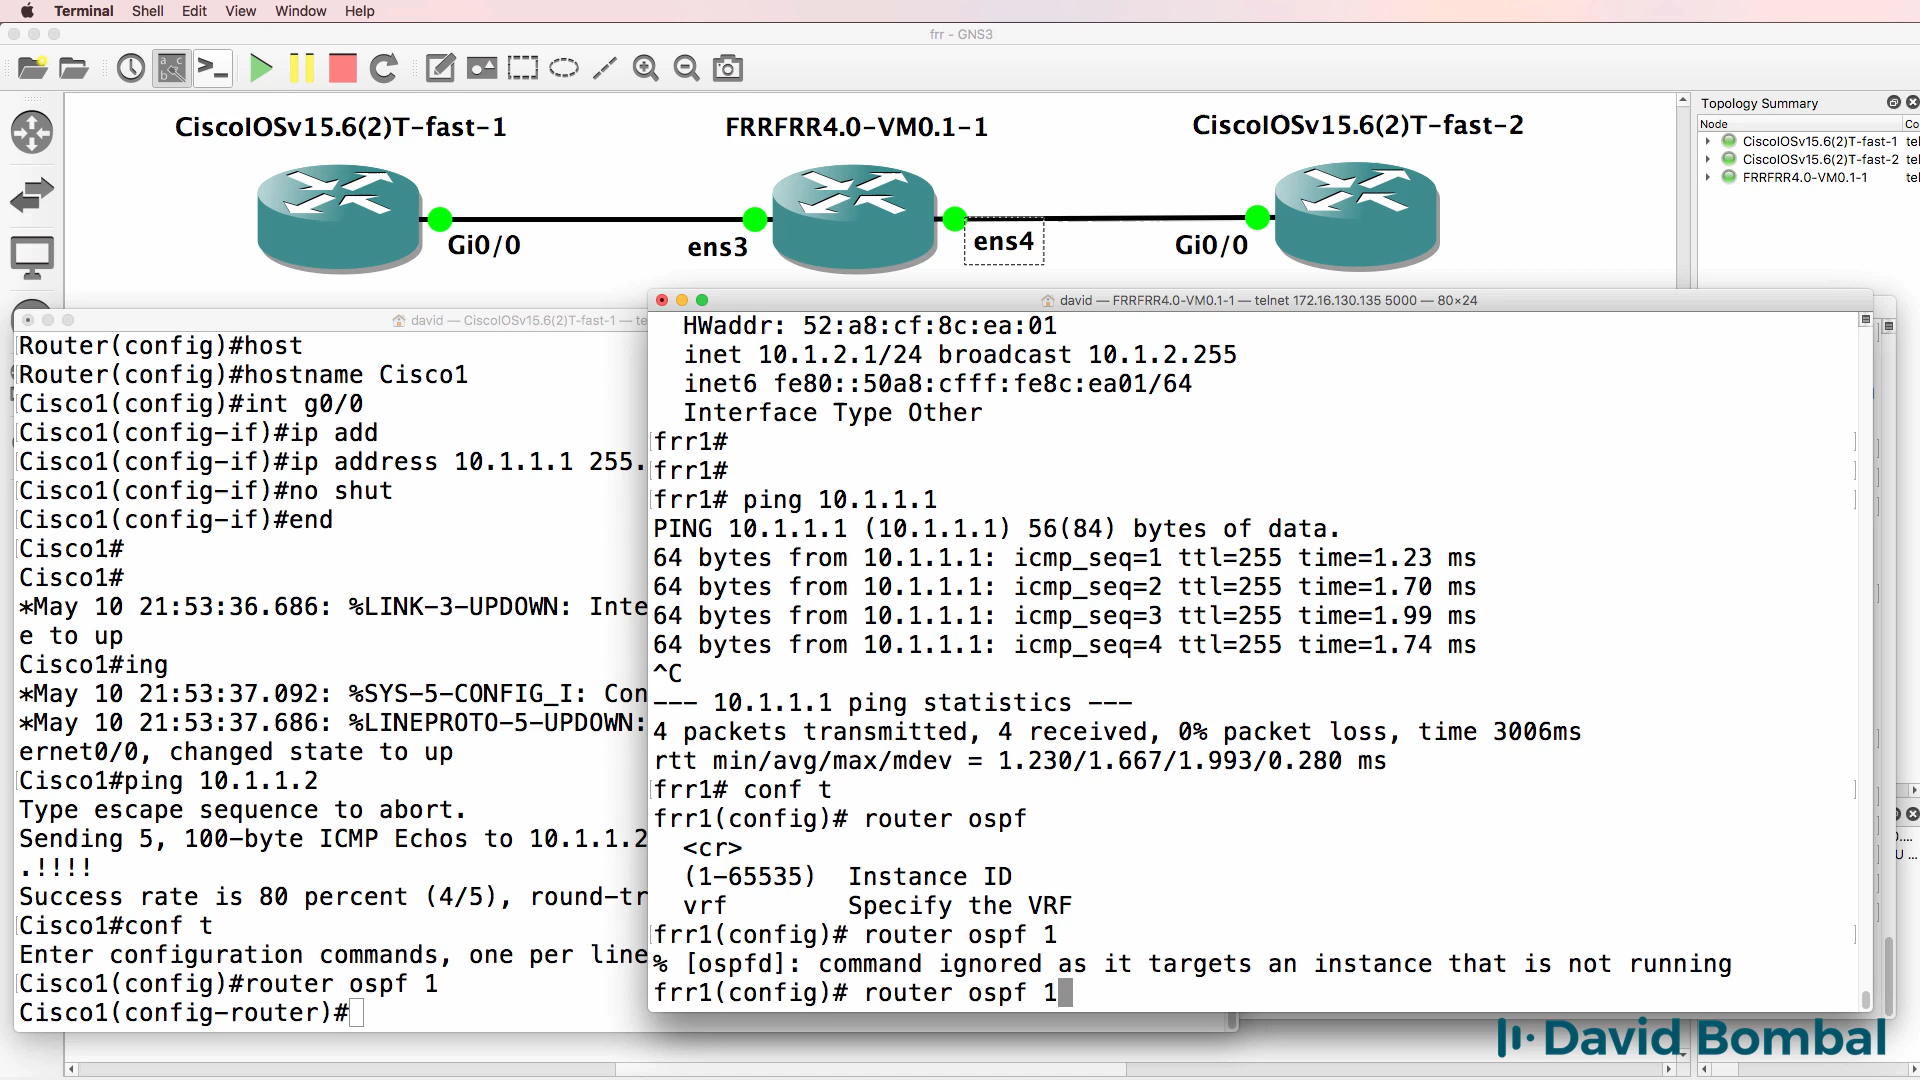 Terminal Shell Edit View Window Help
frr - GNS3
CiscoIOSv15.6(2)T-fast-1
FRRFRR4.0-VM0.1-1
CiscoIOSv15.6(2)T-fast-2
Gi0/0
ens3
ens4
Gi0/0
Topology Summary
Node
Co
CiscoIOSv15.6(2)T-fast-1 tel
CiscoIOSv15.6(2)T-fast-2 tel
FRRFRR4.0-VM0.1-1 tel
david — CiscoIOSv15.6(2)T-fast-1 — te
Router(config)#host
Router(config)#hostname Cisco1
Cisco1(config)#int g0/0
Cisco1(config-if)#ip add
Cisco1(config-if)#ip address 10.1.1.1 255.
Cisco1(config-if)#no shut
Cisco1(config-if)#end
Cisco1#
Cisco1#
*May 10 21:53:36.686: %LINK-3-UPDOWN: Inte
e to up
Cisco1#ing
*May 10 21:53:37.092: %SYS-5-CONFIG_I: Con
*May 10 21:53:37.686: %LINEPROTO-5-UPDOWN:
ernet0/0, changed state to up
Cisco1#ping 10.1.1.2
Type escape sequence to abort.
Sending 5, 100-byte ICMP Echos to 10.1.1.2
.!!!!
Success rate is 80 percent (4/5), round-tr
Cisco1#conf t
Enter configuration commands, one per line
Cisco1(config)#router ospf 1
Cisco1(config-router)#
david — FRRFRR4.0-VM0.1-1 — telnet 172.16.130.135 5000 — 80×24
HWaddr: 52:a8:cf:8c:ea:01
inet 10.1.2.1/24 broadcast 10.1.2.255
inet6 fe80::50a8:cfff:fe8c:ea01/64
Interface Type Other
frr1#
frr1#
frr1# ping 10.1.1.1
PING 10.1.1.1 (10.1.1.1) 56(84) bytes of data.
64 bytes from 10.1.1.1: icmp_seq=1 ttl=255 time=1.23 ms
64 bytes from 10.1.1.1: icmp_seq=2 ttl=255 time=1.70 ms
64 bytes from 10.1.1.1: icmp_seq=3 ttl=255 time=1.99 ms
64 bytes from 10.1.1.1: icmp_seq=4 ttl=255 time=1.74 ms
^C
--- 10.1.1.1 ping statistics ---
4 packets transmitted, 4 received, 0% packet loss, time 3006ms
rtt min/avg/max/mdev = 1.230/1.667/1.993/0.280 ms
frr1# conf t
frr1(config)# router ospf
<cr>
(1-65535) Instance ID
vrf Specify the VRF
frr1(config)# router ospf 1
% [ospfd]: command ignored as it targets an instance that is not running
frr1(config)# router ospf 1
David Bombal